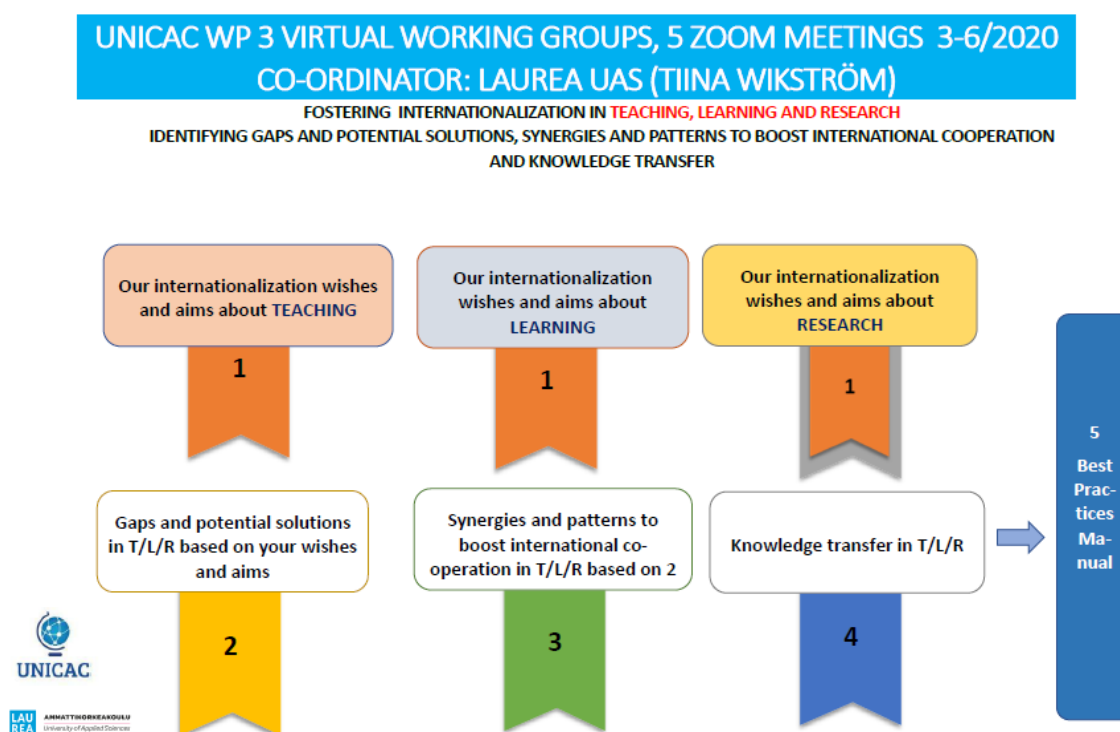 UNICAC WP 3 VIRTUAL WORKING GROUPS, 5 ZOOM MEETINGS 3-6/2020
CO-ORDINATOR: LAUREA UAS (TIINA WIKSTRÖM)
FOSTERING INTERNATIONALIZATION IN TEACHING, LEARNING AND RESEARCH
IDENTIFYING GAPS AND POTENTIAL SOLUTIONS, SYNERGIES AND PATTERNS TO BOOST INTERNATIONAL COOPERATION
AND KNOWLEDGE TRANSFER
Our internationalization wishes
and aims about TEACHING
1
Our internationalization
wishes and aims about
LEARNING
1
Our internationalization
wishes and aims about
RESEARCH
1
Gaps and potential solutions
in T/L/R based on your wishes
and aims
2
Synergies and patterns to
boost international co-
operation in T/L/R based on 2
3
Knowledge transfer in T/L/R
4
5
Best
Prac-
tices
Ma-
nual
UNICAC
LAU
REA
AMMATTIKORKEAKOULU
University of Applied Sciences